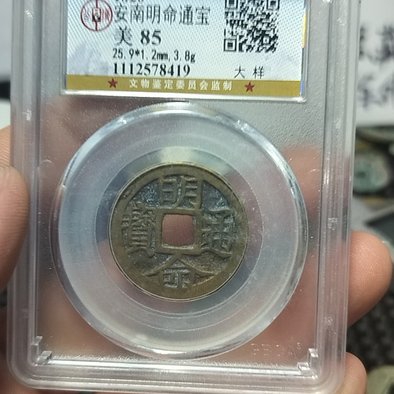 安南明命通宝
美 85
25.9*1.2mm, 3.8g
1112578419
大样
★ 文物鉴定委员会监制 ★
明命通寶